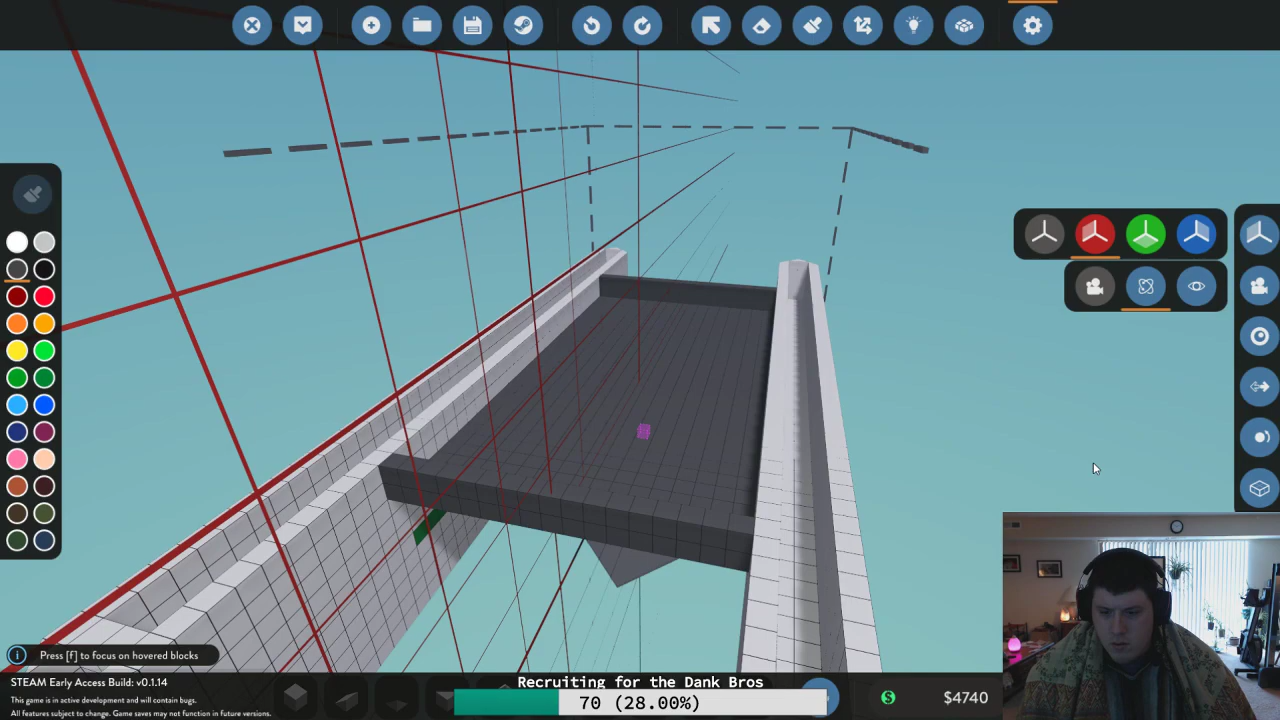 Press [f] to focus on hovered blocks
STEAM Early Access Build: v0.1.14
This game is in active development and will contain bugs.
All features subject to change. Game saves may not function in future versions.
Recruiting for the Dank Bros
70 (28.00%)
$4740